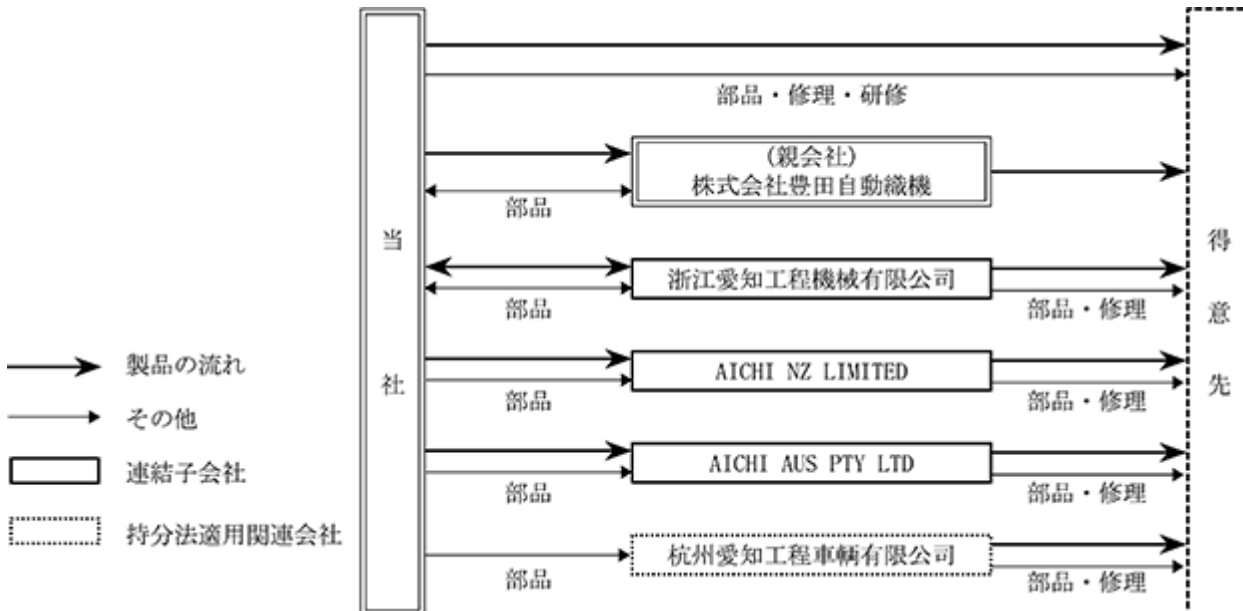 部品・修理・研修
(親会社)
株式会社豊田自動織機
部品
当社
得意先
浙江愛知工程機械有限公司
部品
部品・修理
製品の流れ
AICHI NZ LIMITED
部品
部品・修理
その他
連結子会社
AICHI AUS PTY LTD
部品
部品・修理
持分法適用関連会社
杭州愛知工程車輌有限公司
部品
部品・修理